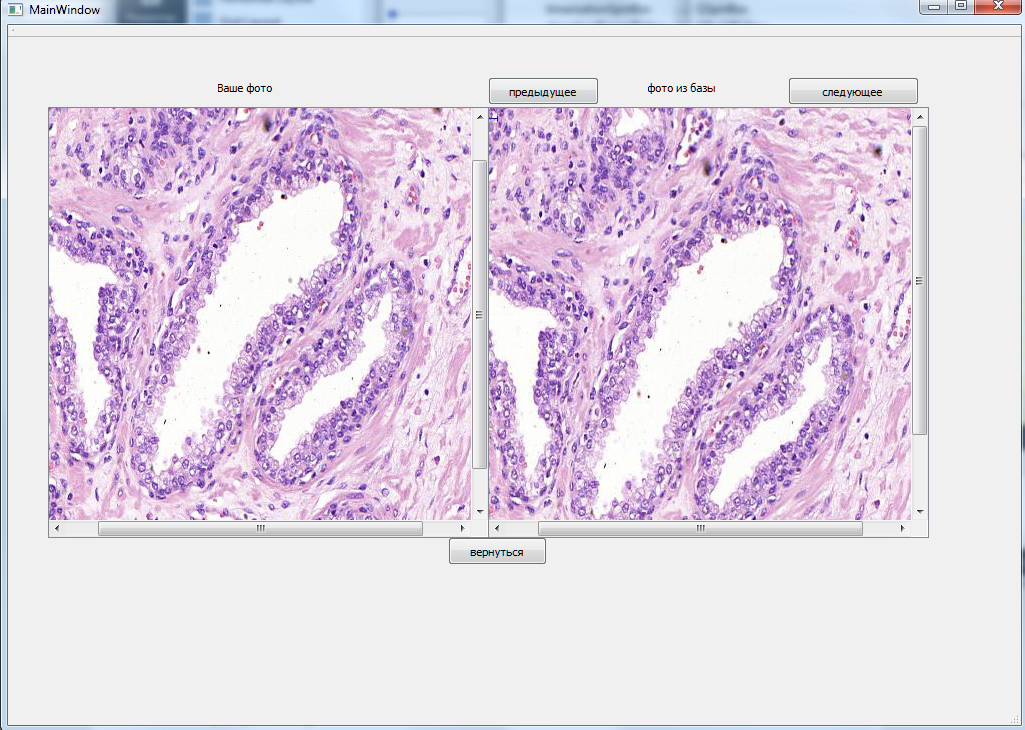 MainWindow
Ваше фото
предыдущее
фото из базы
следующее
вернуться